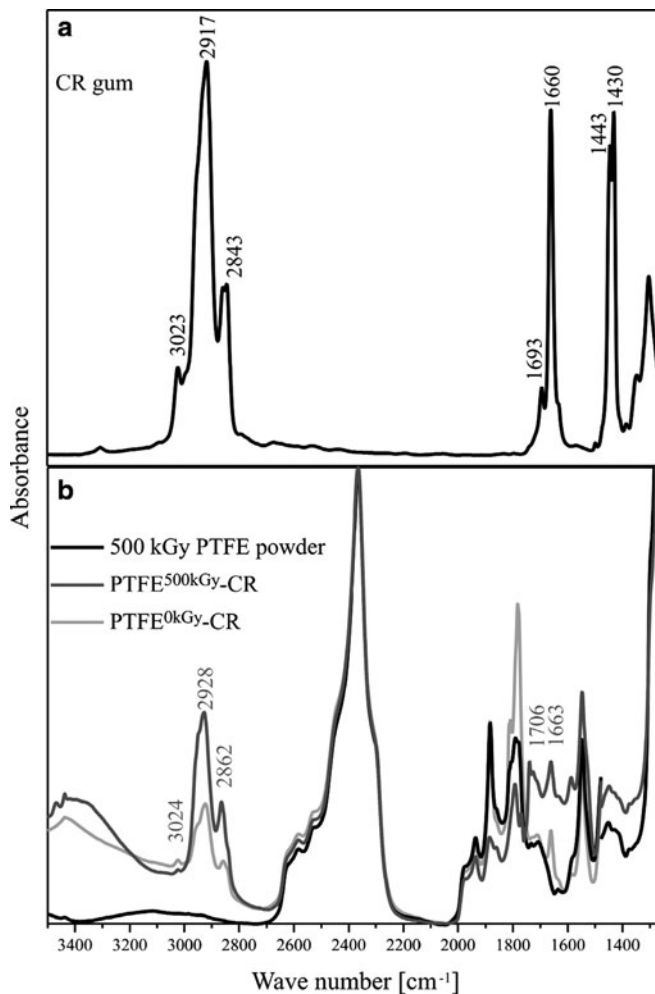 a
CR gum
3023
2917
2843
1693
1660
1443
1430
Absorbance
b
500 kGy PTFE powder
PTFE500kGy-CR
PTFE0kGy-CR
3024
2928
2862
1706
1663
3400 3200 3000 2800 2600 2400 2200 2000 1800 1600 1400
Wave number [cm-1]